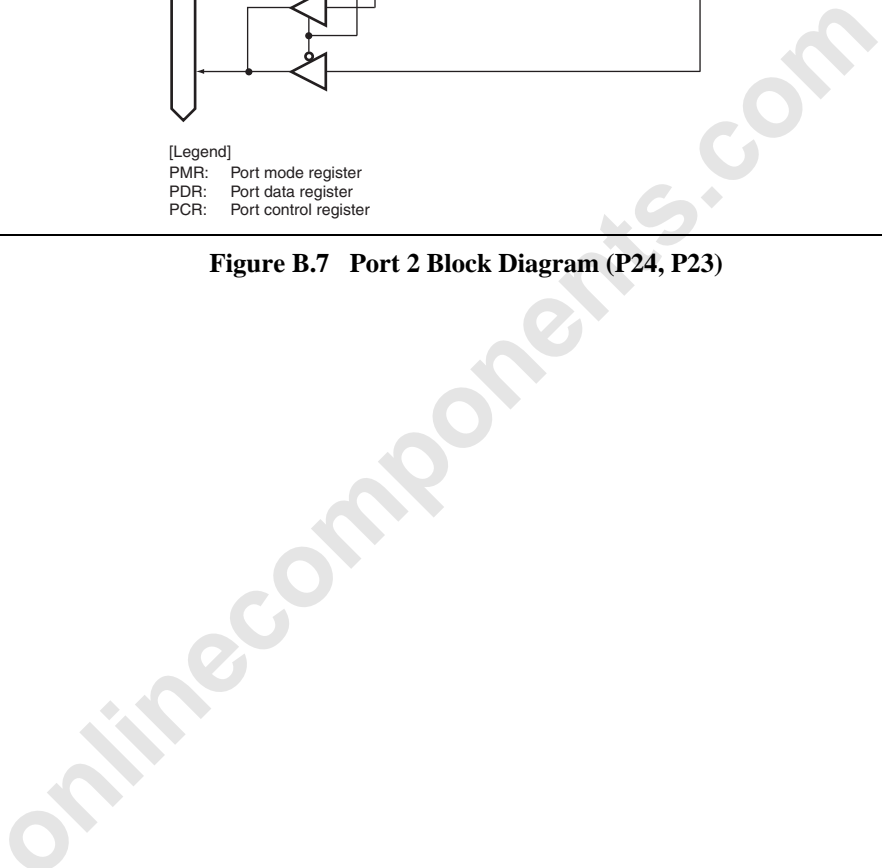 [Legend]
PMR: Port mode register
PDR: Port data register
PCR: Port control register
Figure B.7 Port 2 Block Diagram (P24, P23)
onlinecomponents.com